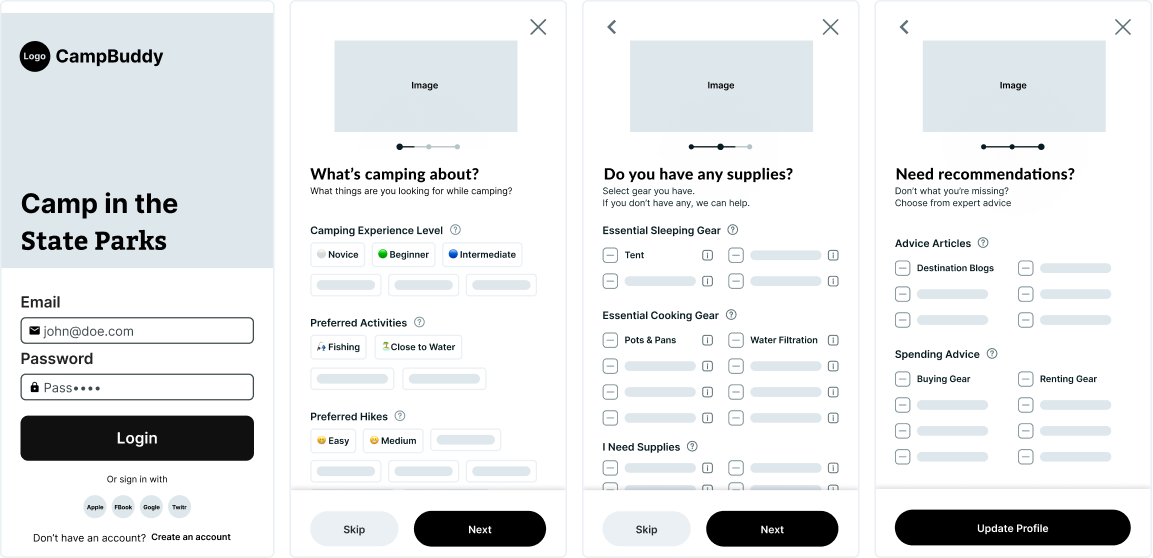 Logo CampBuddy
Camp in the
State Parks
Email
john@doe.com
Password
Pass••••
Login
Or sign in with
Apple FBook Gogle Twitr
Don't have an account? Create an account
Image
What's camping about?
What things are you looking for while camping?
Camping Experience Level ?
Novice Beginner Intermediate
Preferred Activities ?
Fishing Close to Water
Preferred Hikes ?
Easy Medium
Skip Next
Image
Do you have any supplies?
Select gear you have.
If you don't have any, we can help.
Essential Sleeping Gear ?
Tent
Essential Cooking Gear ?
Pots & Pans Water Filtration
I Need Supplies ?
Skip Next
Image
Need recommendations?
Don't what you're missing?
Choose from expert advice
Advice Articles ?
Destination Blogs
Spending Advice ?
Buying Gear Renting Gear
Update Profile